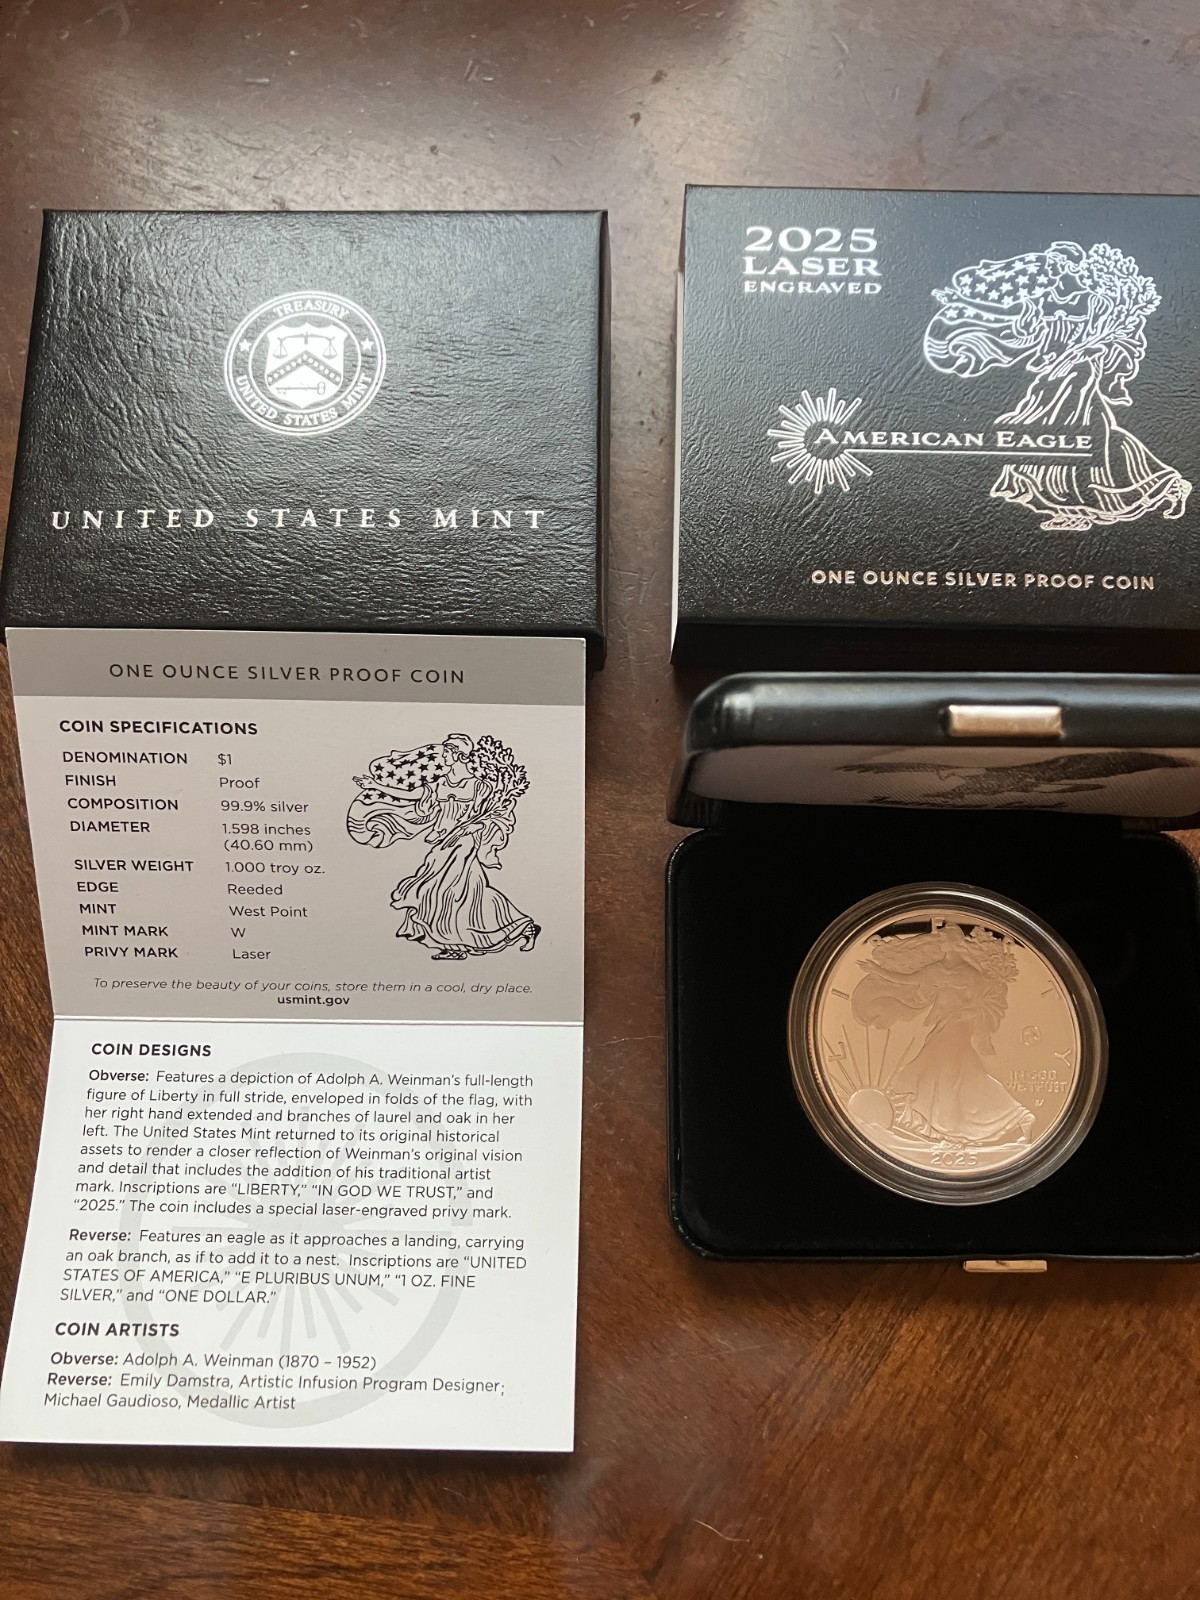 TREASURY
UNITED STATES MINT
UNITED STATES MINT
2025
LASER
ENGRAVED
AMERICAN EAGLE
ONE OUNCE SILVER PROOF COIN
ONE OUNCE SILVER PROOF COIN
COIN SPECIFICATIONS
DENOMINATION $1
FINISH Proof
COMPOSITION 99.9% silver
DIAMETER 1.598 inches
(40.60 mm)
SILVER WEIGHT 1.000 troy oz.
EDGE Reeded
MINT West Point
MINT MARK W
PRIVY MARK Laser
To preserve the beauty of your coins, store them in a cool, dry place.
usmint.gov
COIN DESIGNS
Obverse: Features a depiction of Adolph A. Weinman's full-length
figure of Liberty in full stride, enveloped in folds of the flag, with
her right hand extended and branches of laurel and oak in her
left. The United States Mint returned to its original historical
assets to render a closer reflection of Weinman's original vision
and detail that includes the addition of his traditional artist
mark. Inscriptions are "LIBERTY," "IN GOD WE TRUST," and
"2025." The coin includes a special laser-engraved privy mark.
Reverse: Features an eagle as it approaches a landing, carrying
an oak branch, as if to add it to a nest. Inscriptions are "UNITED
STATES OF AMERICA," "E PLURIBUS UNUM," "1 OZ. FINE
SILVER," and "ONE DOLLAR."
COIN ARTISTS
Obverse: Adolph A. Weinman (1870 – 1952)
Reverse: Emily Damstra, Artistic Infusion Program Designer;
Michael Gaudioso, Medallic Artist
IN GOD
WE TRUST
2025